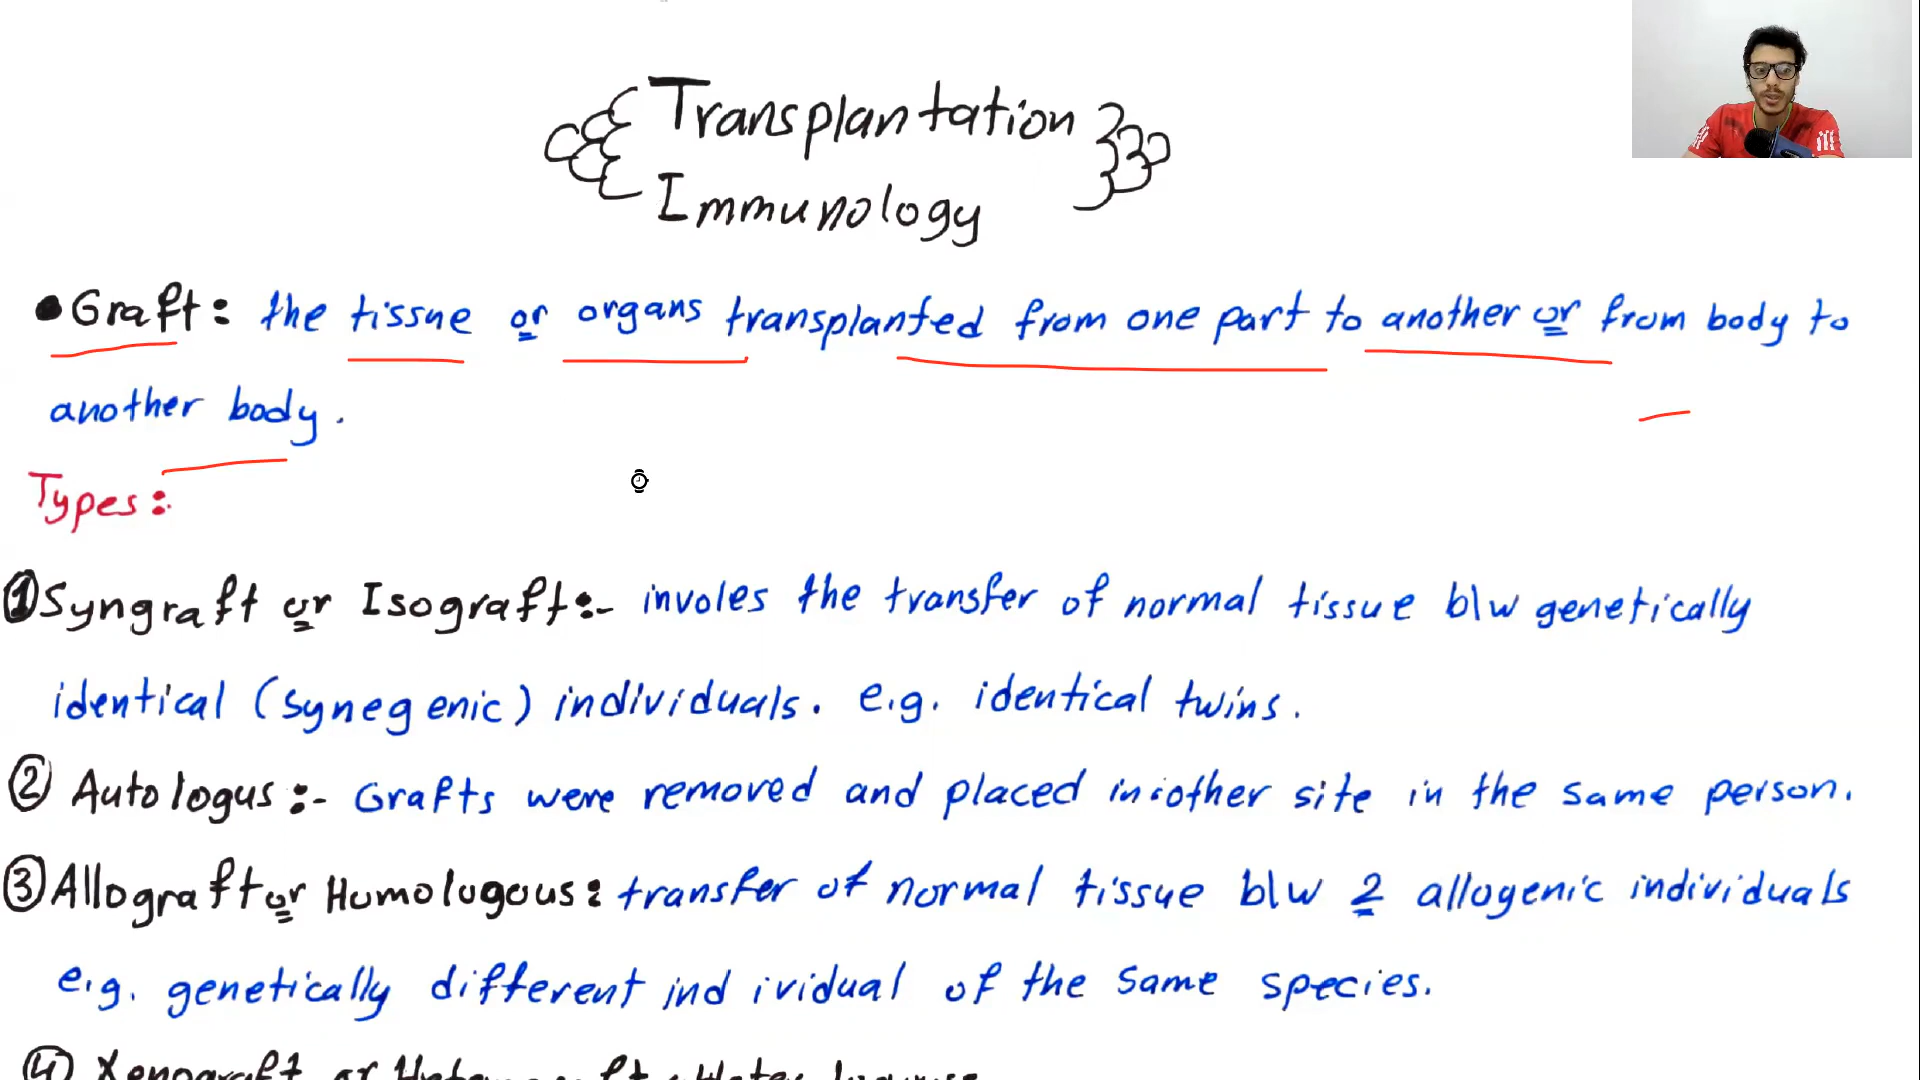 Transplantation
Immunology
• Graft: the tissue or organs transplanted from one part to another or from body to
another body.
Types:
① Syngraft or Isograft:- involes the transfer of normal tissue b/w genetically
identical (synegenic) individuals. e.g. identical twins.
② Autologus:- Grafts were removed and placed in other site in the same person.
③ Allograft or Homologous: transfer of normal tissue b/w 2 allogenic individuals
e.g. genetically different individual of the same species.
④ Xenograft or